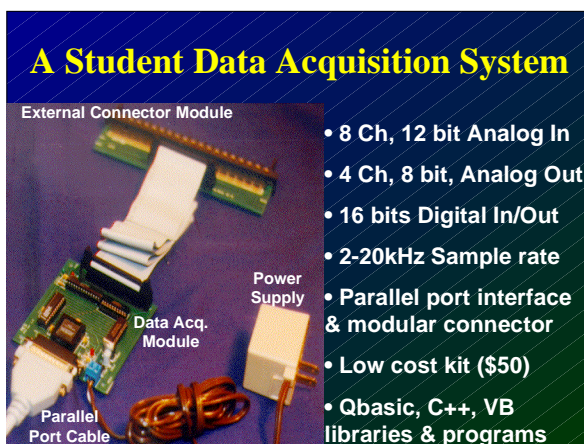 A Student Data Acquisition System
External Connector Module
Power
Supply
Data Acq.
Module
Parallel
Port Cable
• 8 Ch, 12 bit Analog In
• 4 Ch, 8 bit, Analog Out
• 16 bits Digital In/Out
• 2-20kHz Sample rate
• Parallel port interface
& modular connector
• Low cost kit ($50)
• Qbasic, C++, VB
libraries & programs